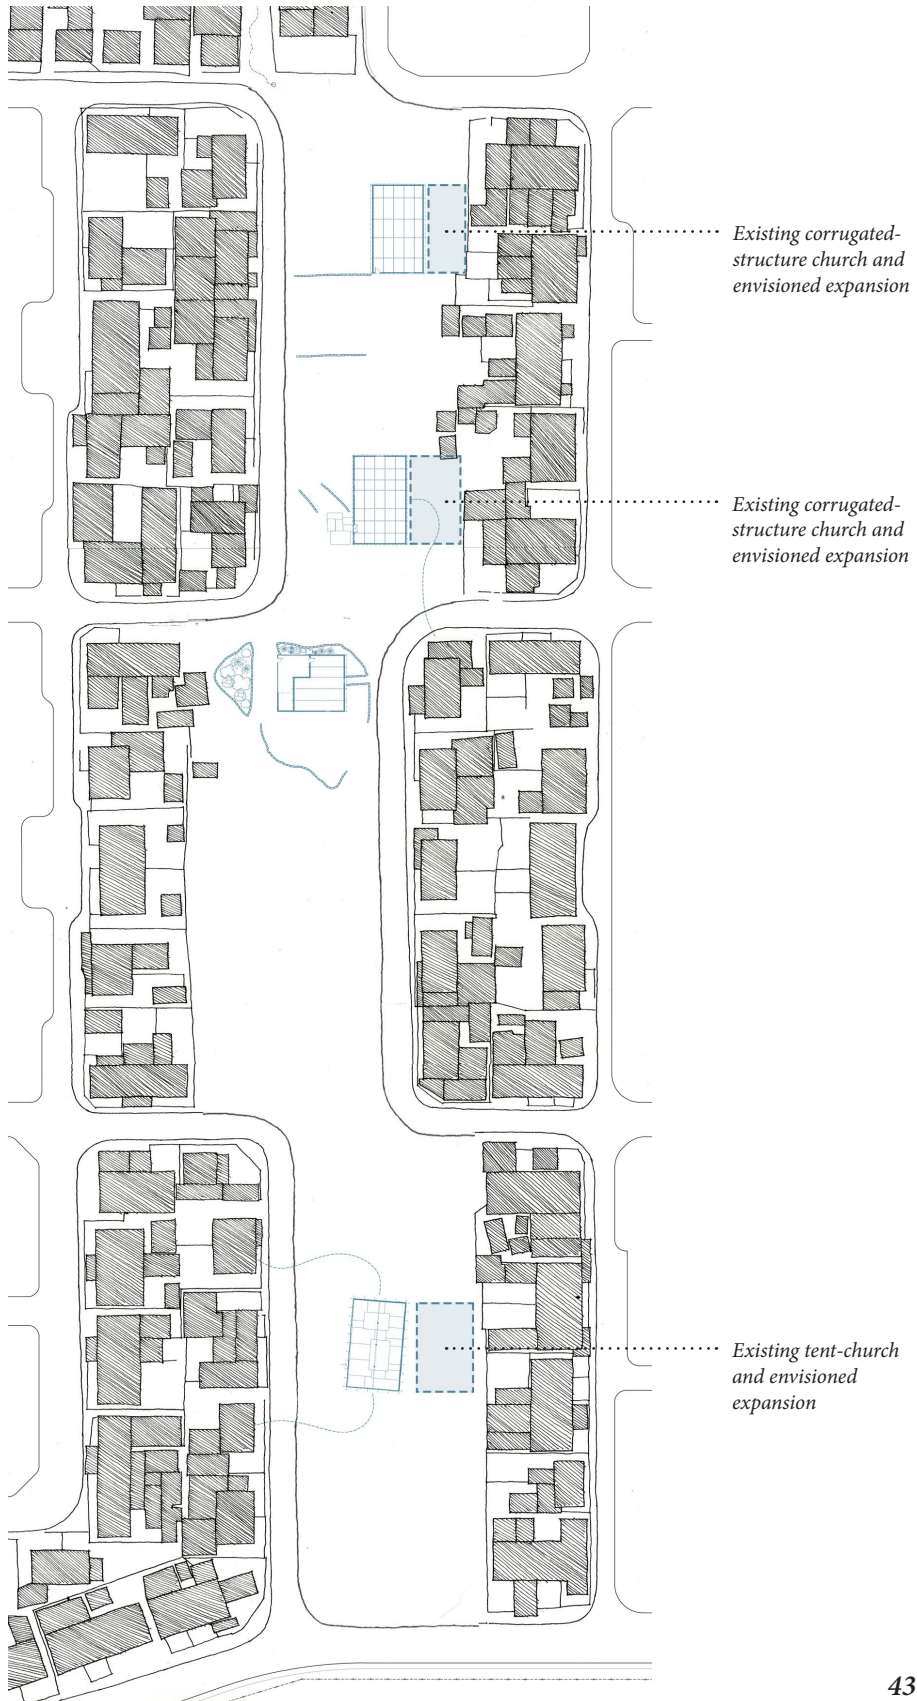 Existing corrugated-
structure church and
envisioned expansion
Existing corrugated-
structure church and
envisioned expansion
Existing tent-church
and envisioned
expansion
43